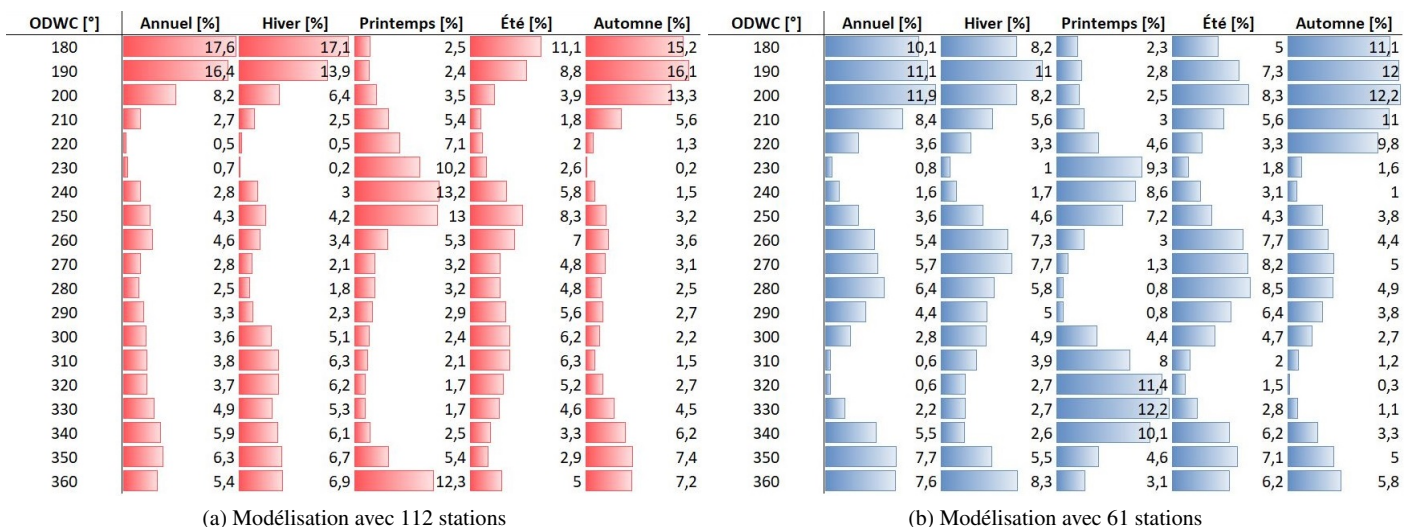 ODWC [°] Annuel [%] Hiver [%] Printemps [%] Été [%] Automne [%] ODWC [°] Annuel [%] Hiver [%] Printemps [%] Été [%] Automne [%]
180 17,6 17,1 2,5 11,1 15,2 180 10,1 8,2 2,3 5 11,1
190 16,4 13,9 2,4 8,8 16,1 190 11,1 11 2,8 7,3 12
200 8,2 6,4 3,5 3,9 13,3 200 11,9 8,2 2,5 8,3 12,2
210 2,7 2,5 5,4 1,8 5,6 210 8,4 5,6 3 5,6 11
220 0,5 0,5 7,1 2 1,3 220 3,6 3,3 4,6 3,3 9,8
230 0,7 0,2 10,2 2,6 0,2 230 0,8 1 9,3 1,8 1,6
240 2,8 3 13,2 5,8 1,5 240 1,6 1,7 8,6 3,1 1
250 4,3 4,2 13 8,3 3,2 250 3,6 4,6 7,2 4,3 3,8
260 4,6 3,4 5,3 7 3,6 260 5,4 7,3 3 7,7 4,4
270 2,8 2,1 3,2 4,8 3,1 270 5,7 7,7 1,3 8,2 5
280 2,5 1,8 3,2 4,8 2,5 280 6,4 5,8 0,8 8,5 4,9
290 3,3 2,3 2,9 5,6 2,7 290 4,4 5 0,8 6,4 3,8
300 3,6 5,1 2,4 6,2 2,2 300 2,8 4,9 4,4 4,7 2,7
310 3,8 6,3 2,1 6,3 1,5 310 0,6 3,9 8 2 1,2
320 3,7 6,2 1,7 5,2 2,7 320 0,6 2,7 11,4 1,5 0,3
330 4,9 5,3 1,7 4,6 4,5 330 2,2 2,7 12,2 2,8 1,1
340 5,9 6,1 2,5 3,3 6,2 340 5,5 2,6 10,1 6,2 3,3
350 6,3 6,7 5,4 2,9 7,4 350 7,7 5,5 4,6 7,1 5
360 5,4 6,9 12,3 5 7,2 360 7,6 8,3 3,1 6,2 5,8
(a) Modélisation avec 112 stations (b) Modélisation avec 61 stations